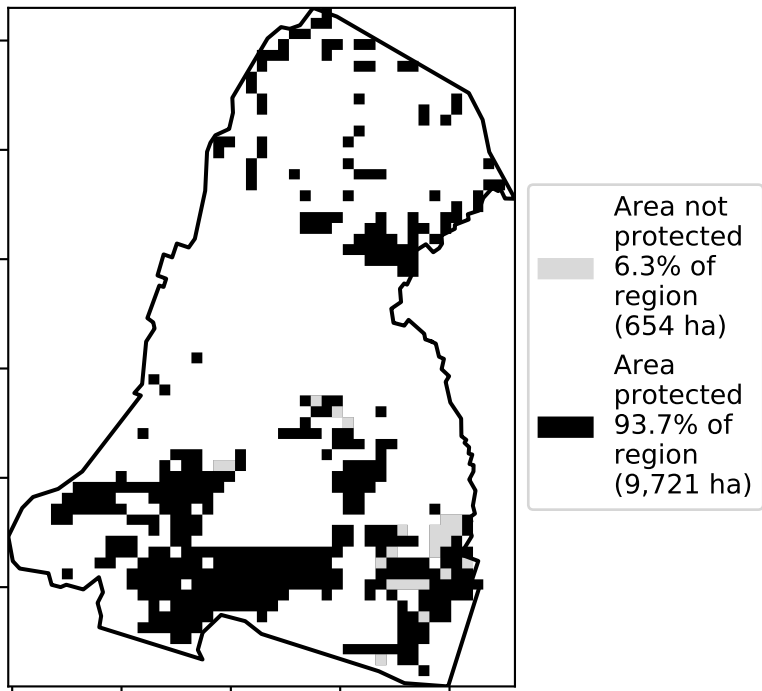 Area not
protected
6.3% of
region
(654 ha)
Area
protected
93.7% of
region
(9,721 ha)